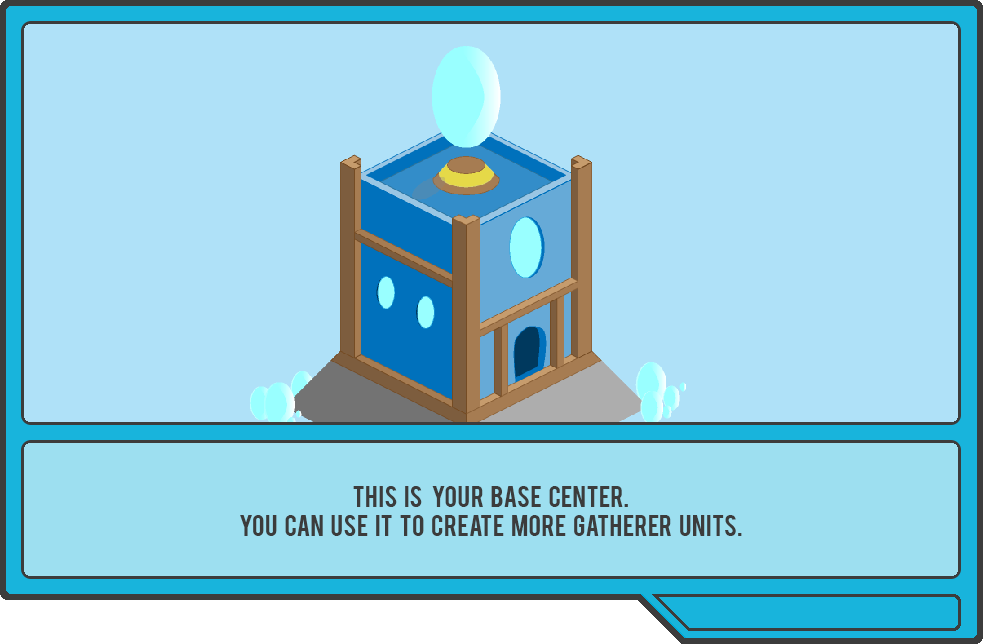 THIS IS YOUR BASE CENTER.
YOU CAN USE IT TO CREATE MORE GATHERER UNITS.